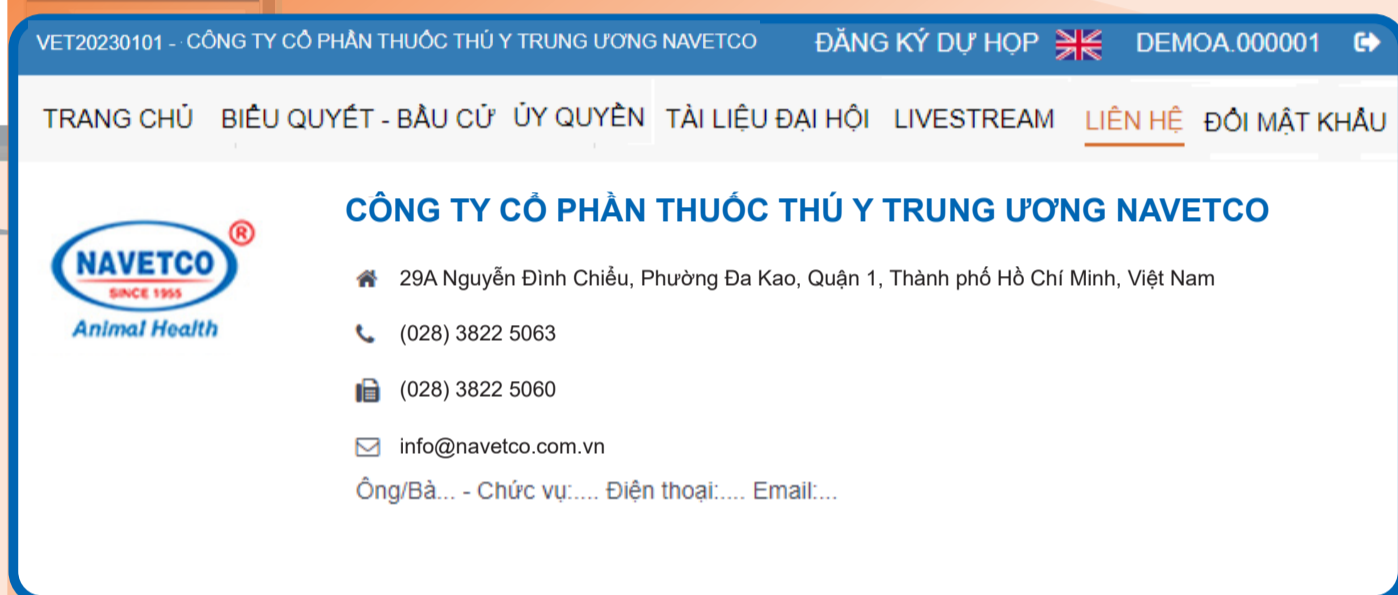 VET20230101 - CÔNG TY CỔ PHẦN THUỐC THÚ Y TRUNG ƯƠNG NAVETCO ĐĂNG KÝ DỰ HỌP DEMOA.000001
TRANG CHỦ BIỂU QUYẾT - BẦU CỬ ỦY QUYỀN TÀI LIỆU ĐẠI HỘI LIVESTREAM LIÊN HỆ ĐỔI MẬT KHẨU
CÔNG TY CỔ PHẦN THUỐC THÚ Y TRUNG ƯƠNG NAVETCO
®
NAVETCO
SINCE 1955
Animal Health
29A Nguyễn Đình Chiểu, Phường Đa Kao, Quận 1, Thành phố Hồ Chí Minh, Việt Nam
(028) 3822 5063
(028) 3822 5060
info@navetco.com.vn
Ông/Bà... - Chức vụ:.... Điện thoại:.... Email:...